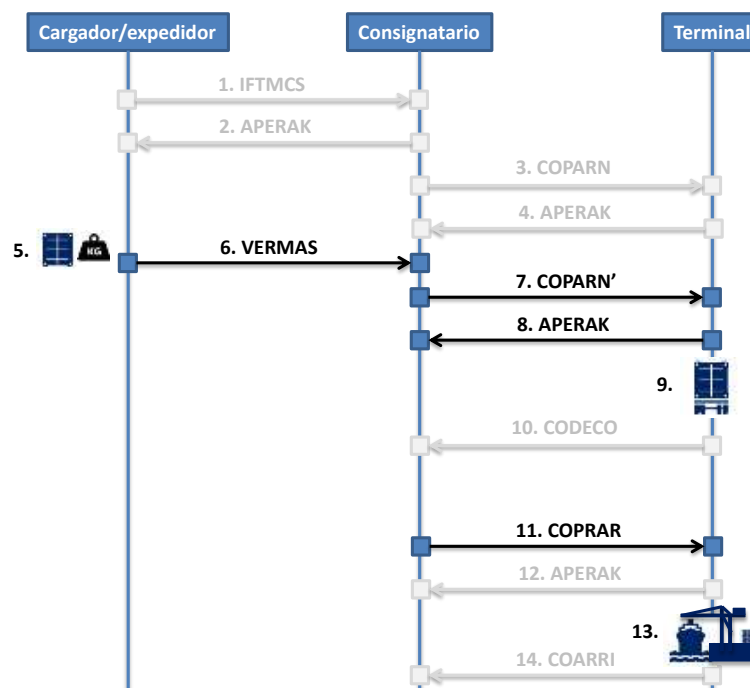 Cargador/expedidor
Consignatario
Terminal
1. IFTMCS
2. APERAK
3. COPARN
4. APERAK
5.
KG
6. VERMAS
7. COPARN’
8. APERAK
9.
10. CODECO
11. COPRAR
12. APERAK
13.
14. COARRI